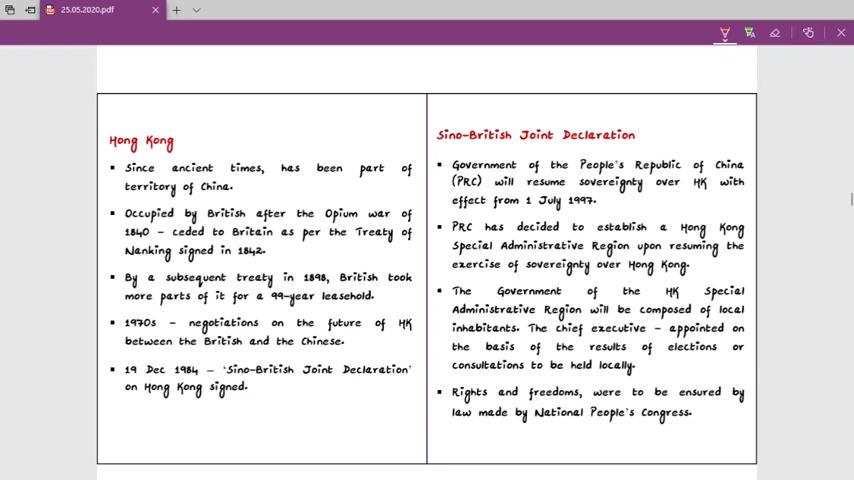 25.05.2020.pdf
Hong Kong
▪ Since ancient times, has been part of
territory of China.
▪ Occupied by British after the Opium war of
1840 – ceded to Britain as per the Treaty of
Nanking signed in 1842.
▪ By a subsequent treaty in 1898, British took
more parts of it for a 99-year leasehold.
▪ 1970s – negotiations on the future of HK
between the British and the Chinese.
▪ 19 Dec 1984 – ‘Sino-British Joint Declaration’
on Hong Kong signed.
Sino-British Joint Declaration
▪ Government of the People's Republic of China
(PRC) will resume sovereignty over HK with
effect from 1 July 1997.
▪ PRC has decided to establish a Hong Kong
Special Administrative Region upon resuming the
exercise of sovereignty over Hong Kong.
▪ The Government of the HK Special
Administrative Region will be composed of local
inhabitants. The chief executive – appointed on
the basis of the results of elections or
consultations to be held locally.
▪ Rights and freedoms, were to be ensured by
law made by National People's Congress.